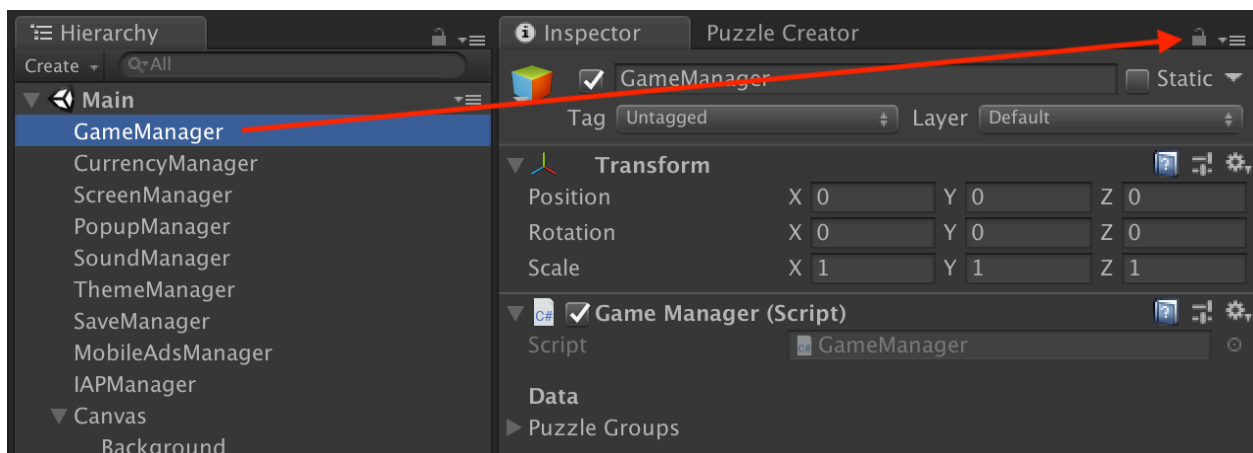 Hierarchy
Create
All
Main
GameManager
CurrencyManager
ScreenManager
PopupManager
SoundManager
ThemeManager
SaveManager
MobileAdsManager
IAPManager
Canvas
Background
Inspector Puzzle Creator
GameManager Static
Tag Untagged Layer Default
Transform
Position X 0 Y 0 Z 0
Rotation X 0 Y 0 Z 0
Scale X 1 Y 1 Z 1
C# Game Manager (Script)
Script GameManager
Data
Puzzle Groups